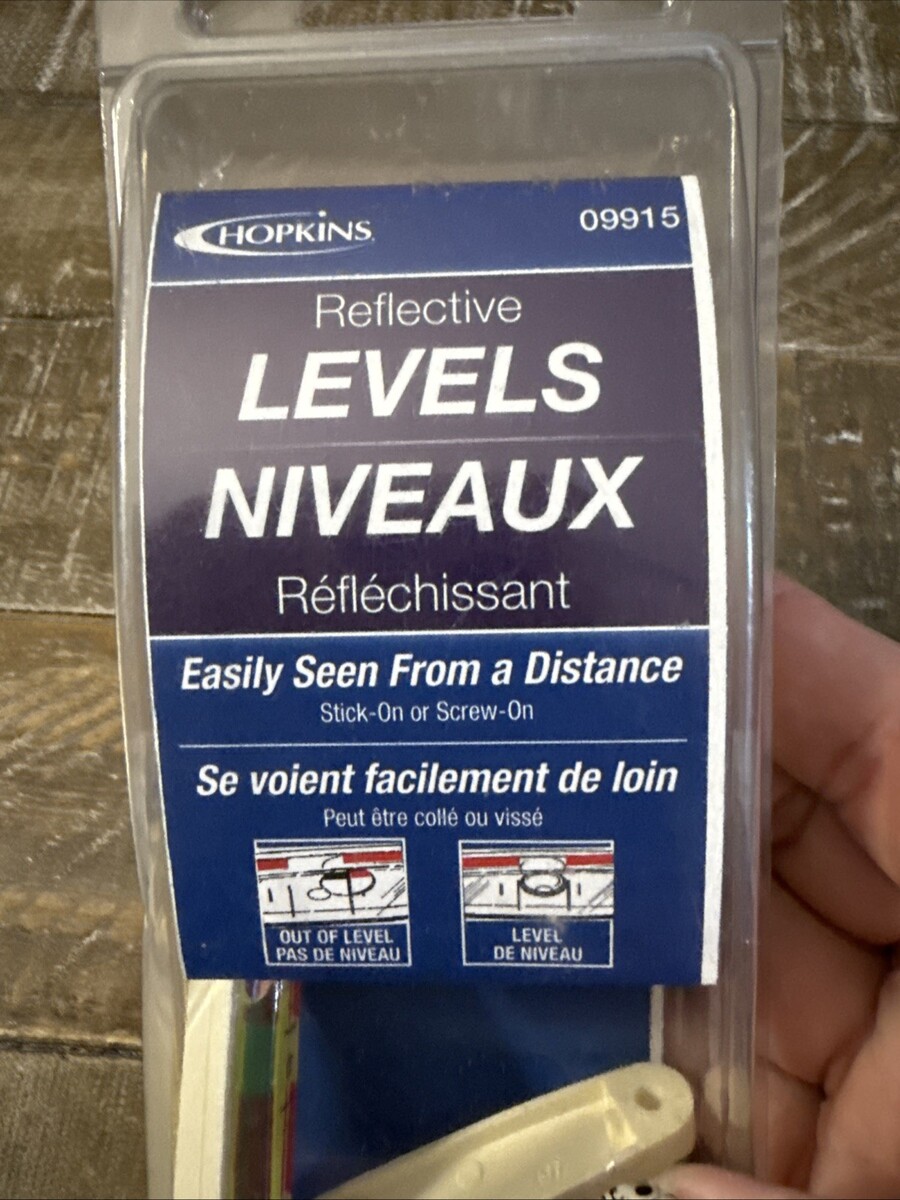 HOPKINS 09915
Reflective
LEVELS
NIVEAUX
Réfléchissant
Easily Seen From a Distance
Stick-On or Screw-On
Se voient facilement de loin
Peut être collé ou vissé
OUT OF LEVEL LEVEL
PAS DE NIVEAU DE NIVEAU